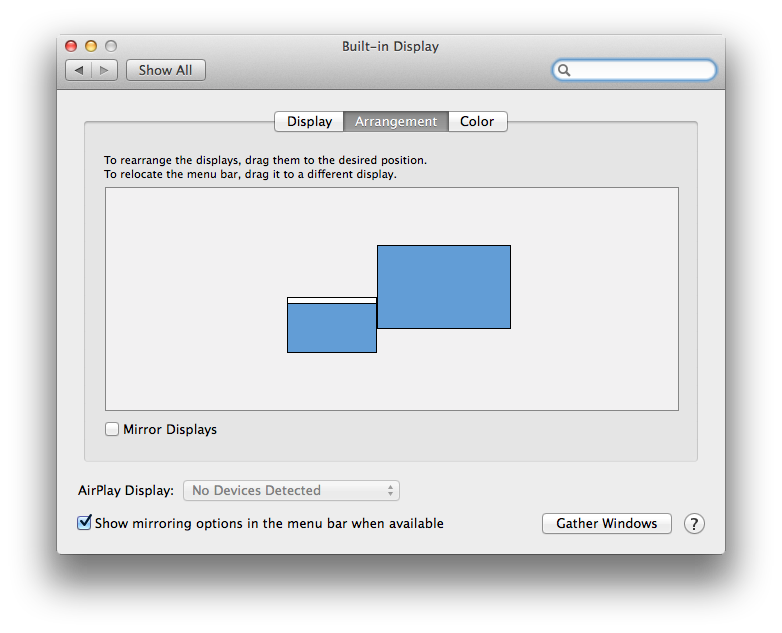 Built-in Display
Show All
Display Arrangement Color
To rearrange the displays, drag them to the desired position.
To relocate the menu bar, drag it to a different display.
Mirror Displays
AirPlay Display: No Devices Detected
Show mirroring options in the menu bar when available
Gather Windows ?